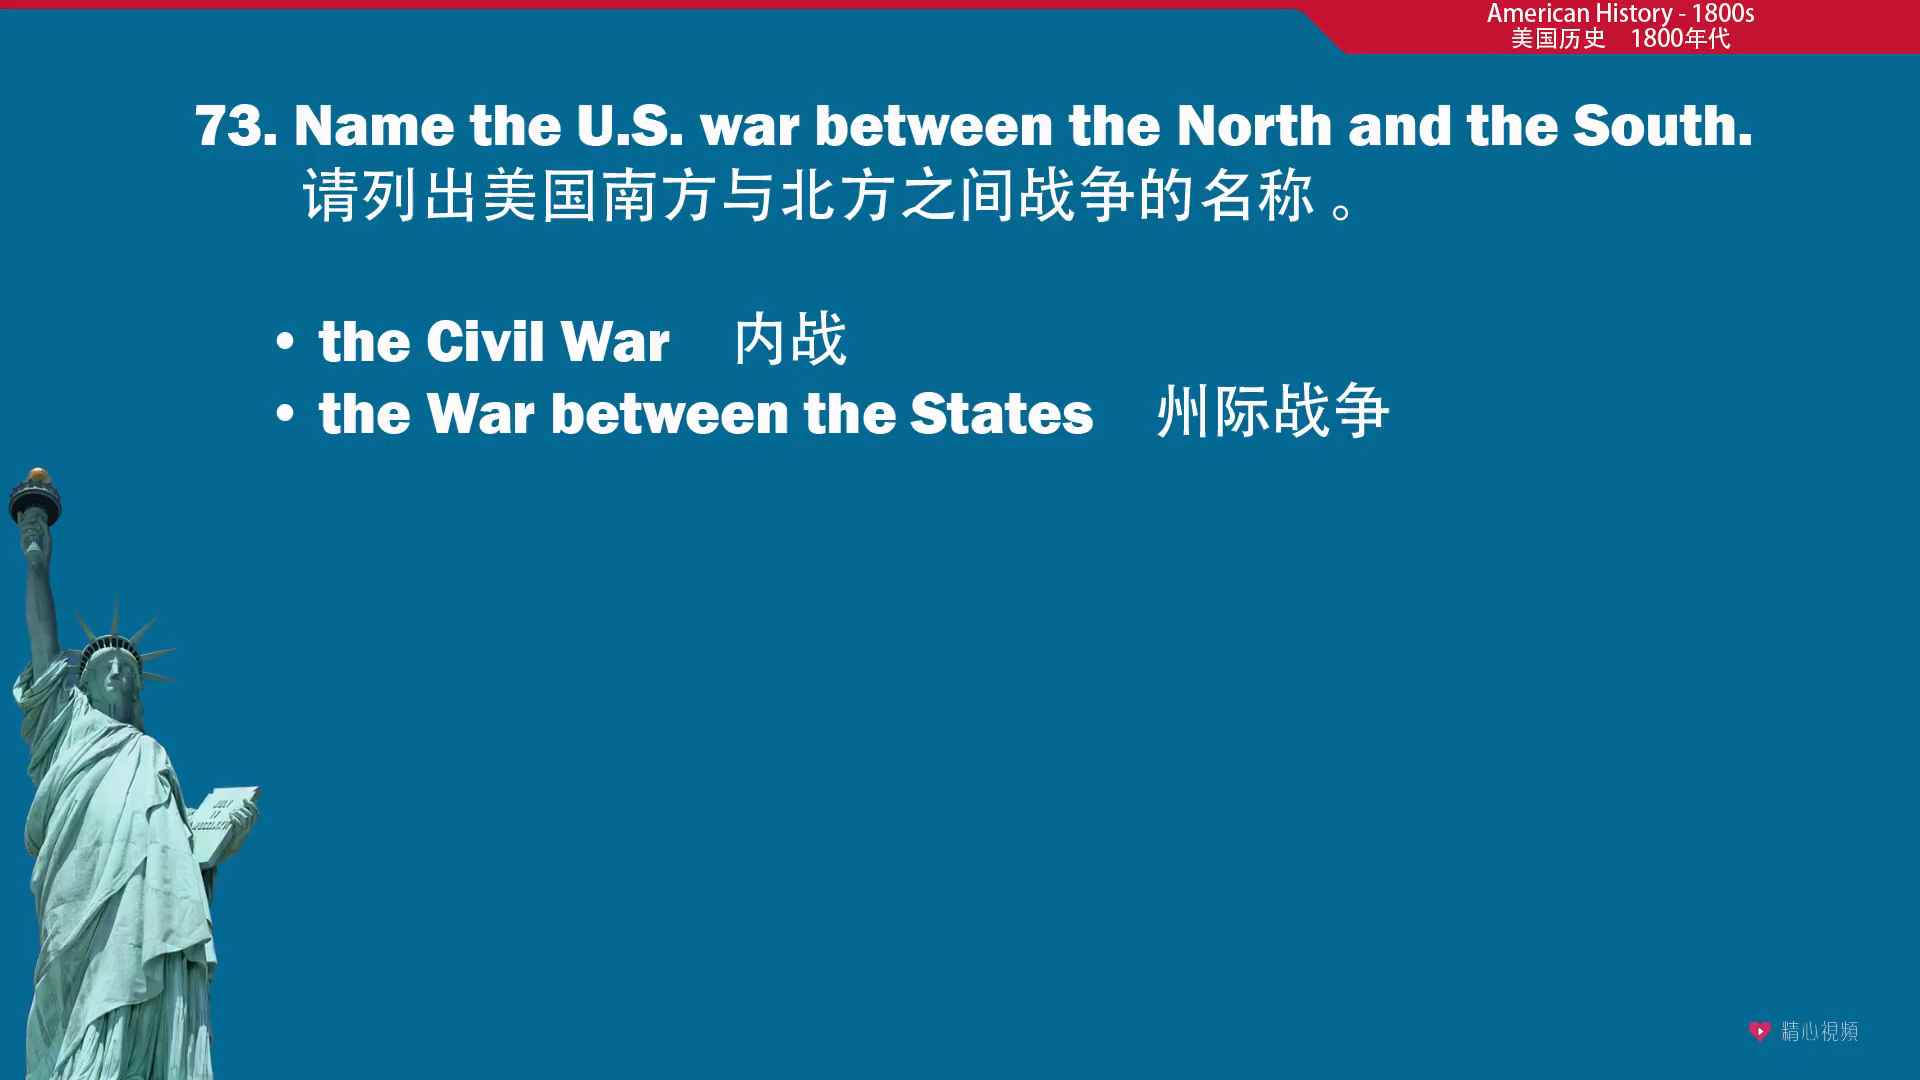 American History - 1800s
美国历史 1800年代
73. Name the U.S. war between the North and the South.
请列出美国南方与北方之间战争的名称 。
• the Civil War 内战
• the War between the States 州际战争
JULY
IV
精心視頻